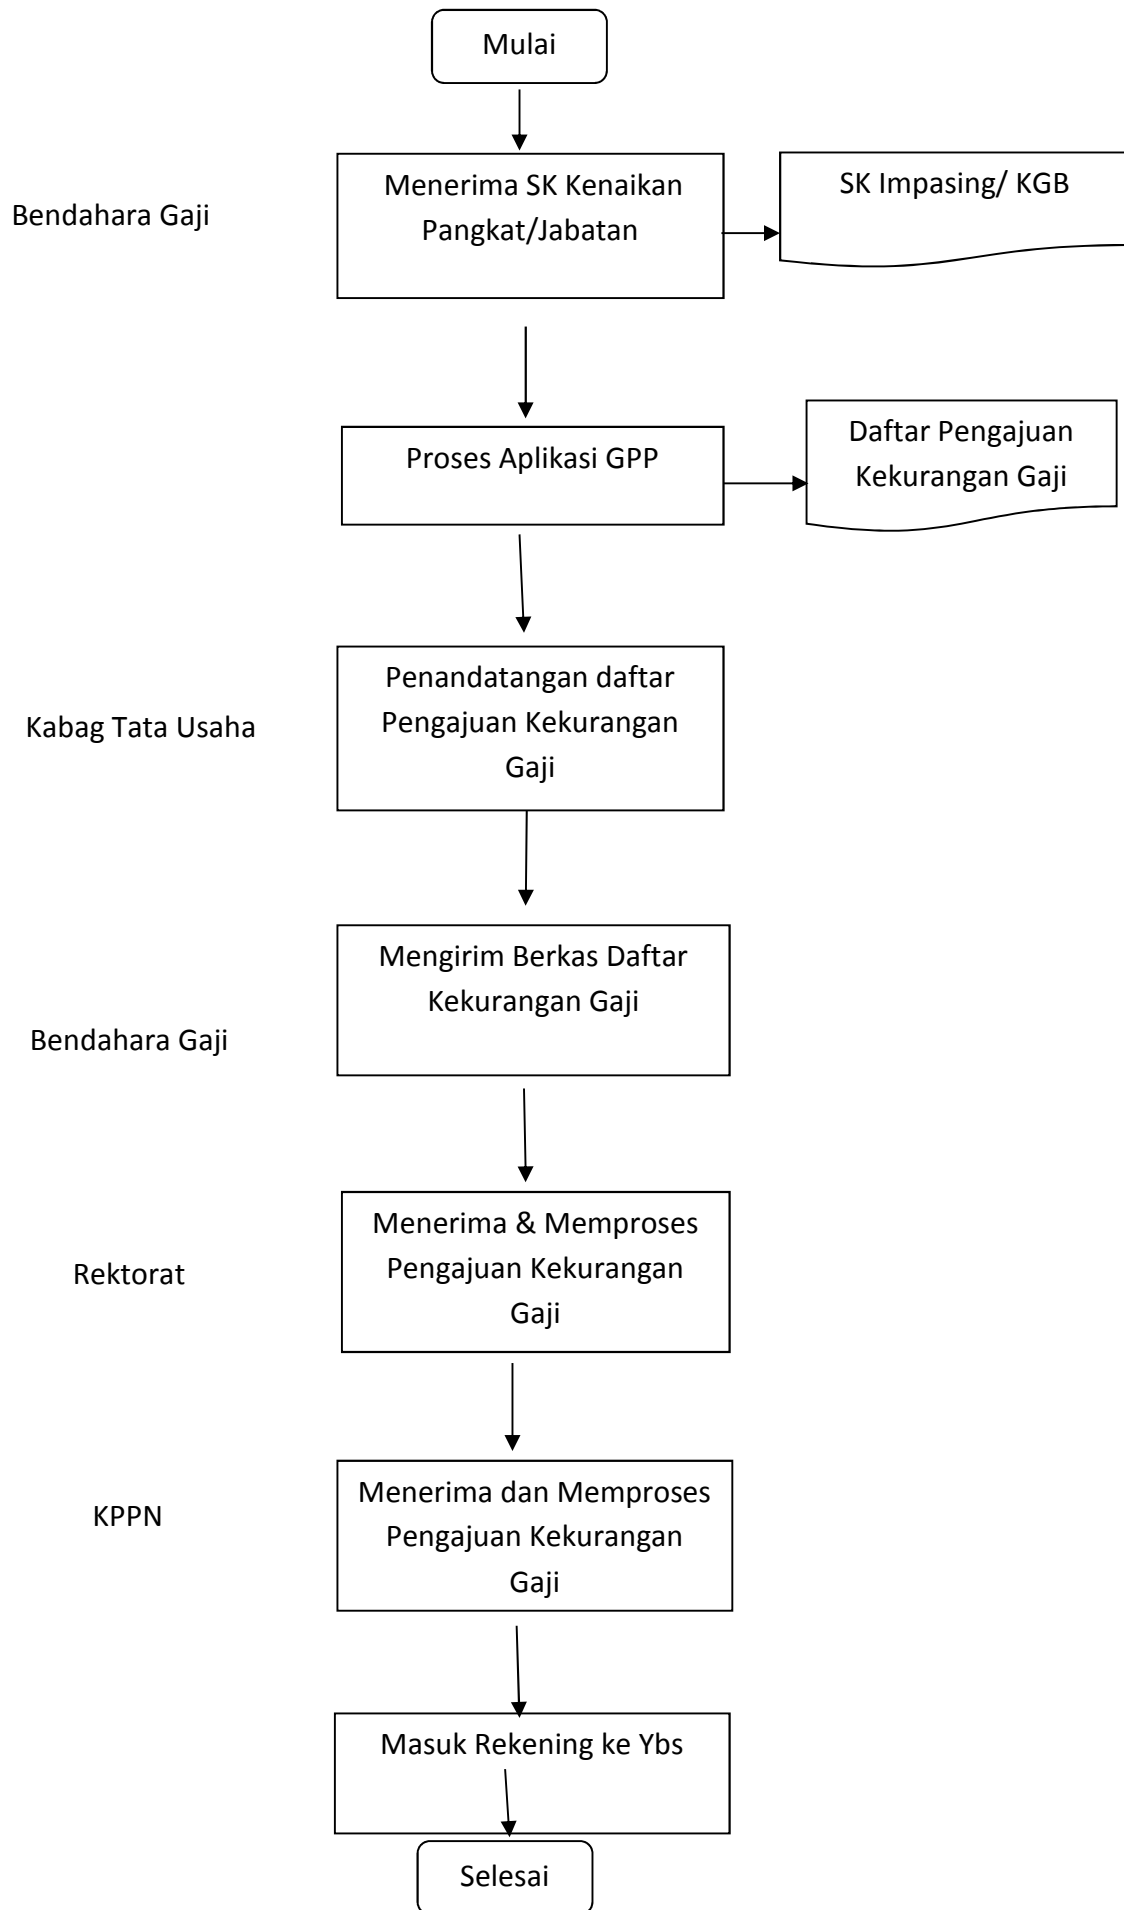 Mulai
Bendahara Gaji
Menerima SK Kenaikan
Pangkat/Jabatan
SK Impasing/ KGB
Proses Aplikasi GPP
Daftar Pengajuan
Kekurangan Gaji
Kabag Tata Usaha
Penandatangan daftar
Pengajuan Kekurangan
Gaji
Bendahara Gaji
Mengirim Berkas Daftar
Kekurangan Gaji
Rektorat
Menerima & Memproses
Pengajuan Kekurangan
Gaji
KPPN
Menerima dan Memproses
Pengajuan Kekurangan
Gaji
Masuk Rekening ke Ybs
Selesai